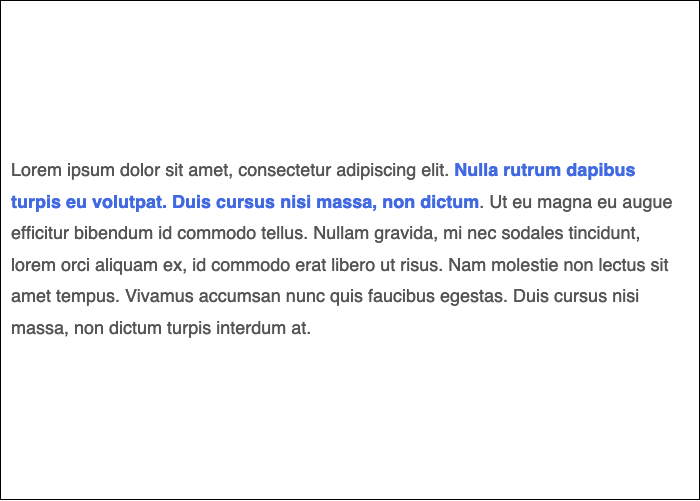 Lorem ipsum dolor sit amet, consectetur adipiscing elit. Nulla rutrum dapibus
turpis eu volutpat. Duis cursus nisi massa, non dictum. Ut eu magna eu augue
efficitur bibendum id commodo tellus. Nullam gravida, mi nec sodales tincidunt,
lorem orci aliquam ex, id commodo erat libero ut risus. Nam molestie non lectus sit
amet tempus. Vivamus accumsan nunc quis faucibus egestas. Duis cursus nisi
massa, non dictum turpis interdum at.